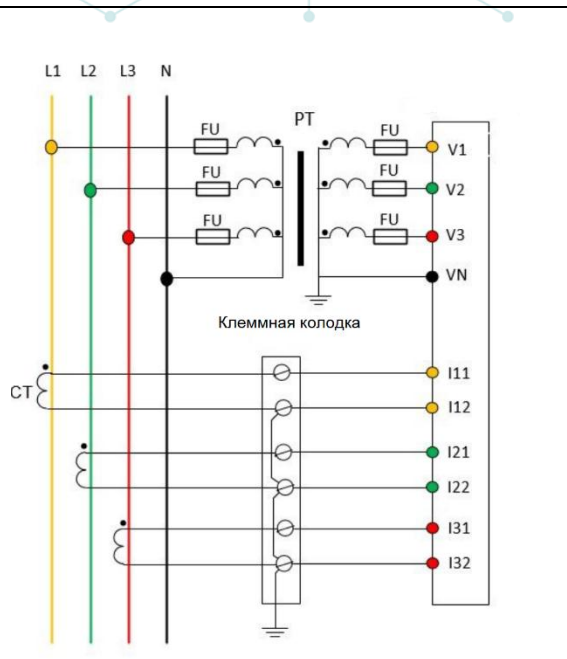 L1 L2 L3 N
PT
FU FU V1
FU FU V2
FU FU V3
VN
Клеммная колодка
I11
CT
I12
I21
I22
I31
I32